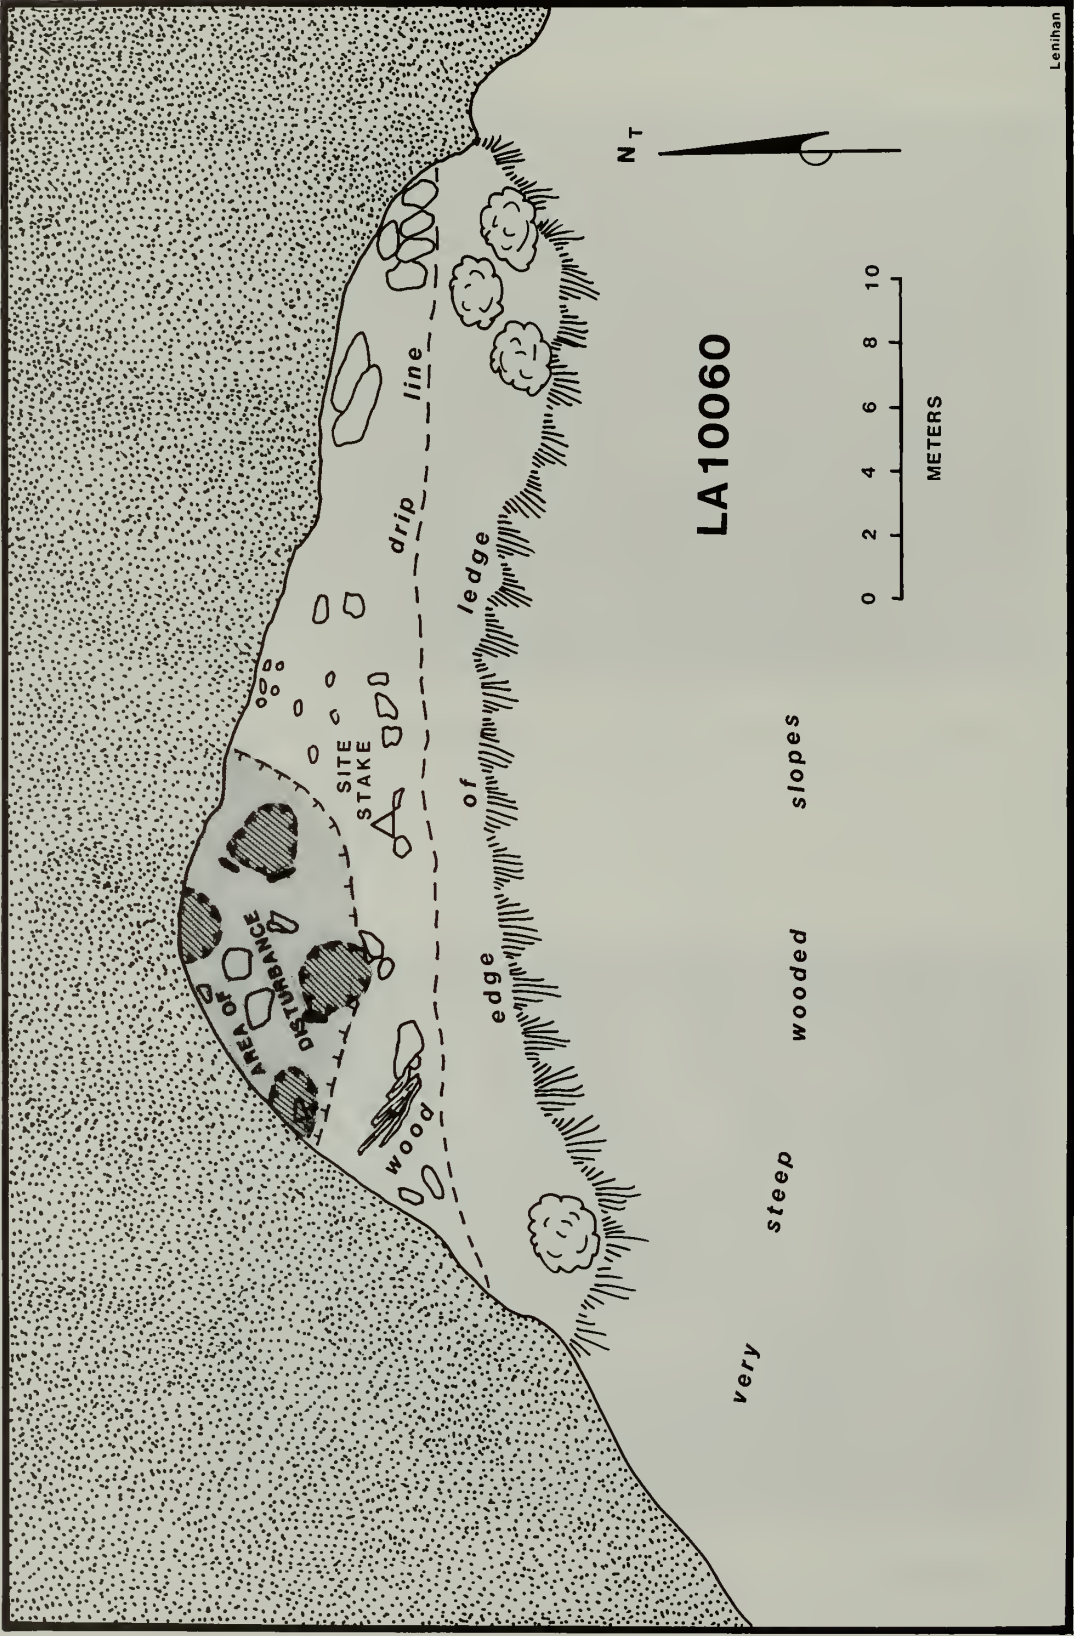 AREA OF
DISTURBANCE
SITE
STAKE
wood
drip line
edge of ledge
very steep wooded slopes
LA10060
N T
0 2 4 6 8 10
METERS
Lenihan